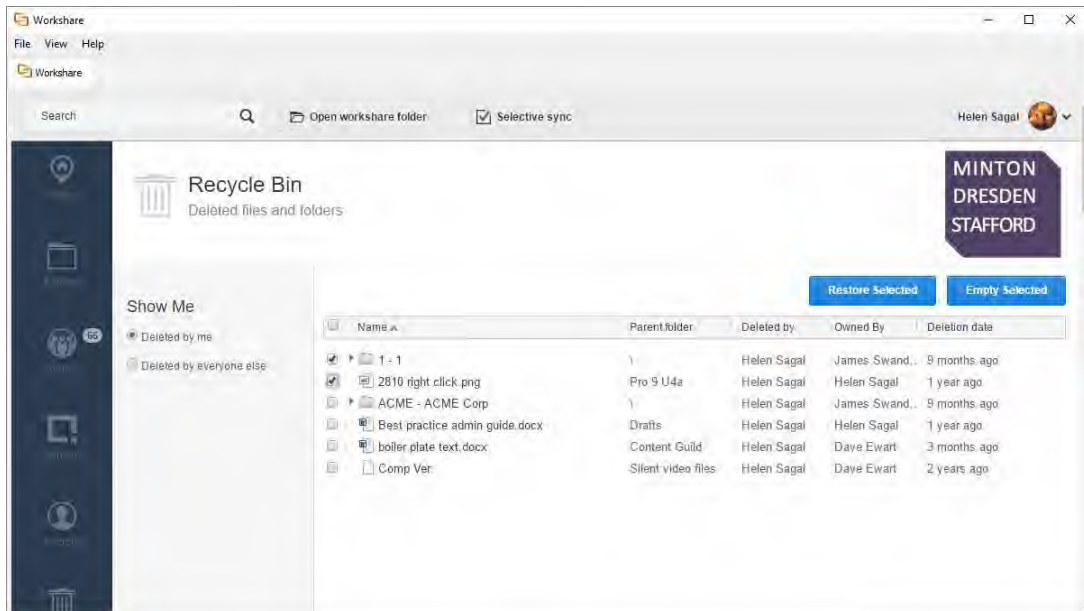 Workshare
File View Help
Workshare
Search Open workshare folder Selective sync Helen Sagal
Recycle Bin
Deleted files and folders
MINTON
DRESDEN
STAFFORD
Restore Selected Empty Selected
Show Me
Deleted by me
Deleted by everyone else
66
Name Parent folder Deleted by Owned By Deletion date
1 - 1 \ Helen Sagal James Swand... 9 months ago
2810 right click.png Pro 9 U4a Helen Sagal Helen Sagal 1 year ago
ACME - ACME Corp \ Helen Sagal James Swand... 9 months ago
Best practice admin guide.docx Drafts Helen Sagal Helen Sagal 1 year ago
boiler plate text.docx Content Guild Helen Sagal Dave Ewart 3 months ago
Comp Ver Silent video files Helen Sagal Dave Ewart 2 years ago